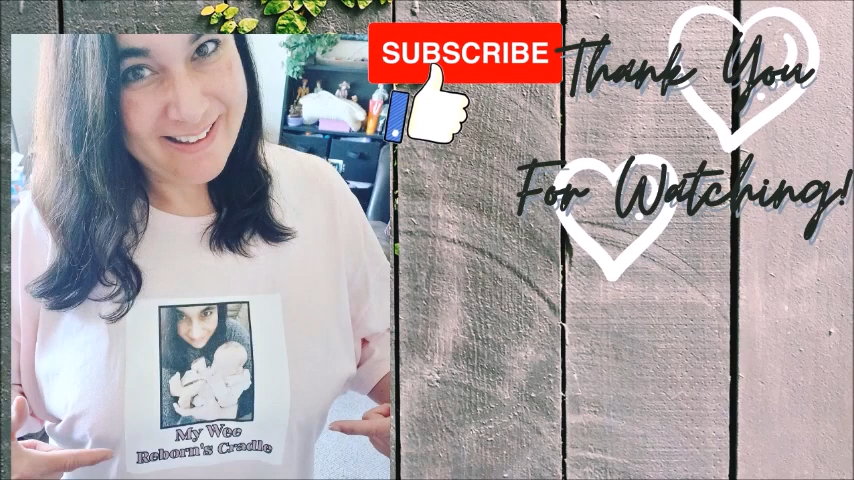 SUBSCRIBE
Thank You
For Watching!
My Wee
Reborn's Cradle